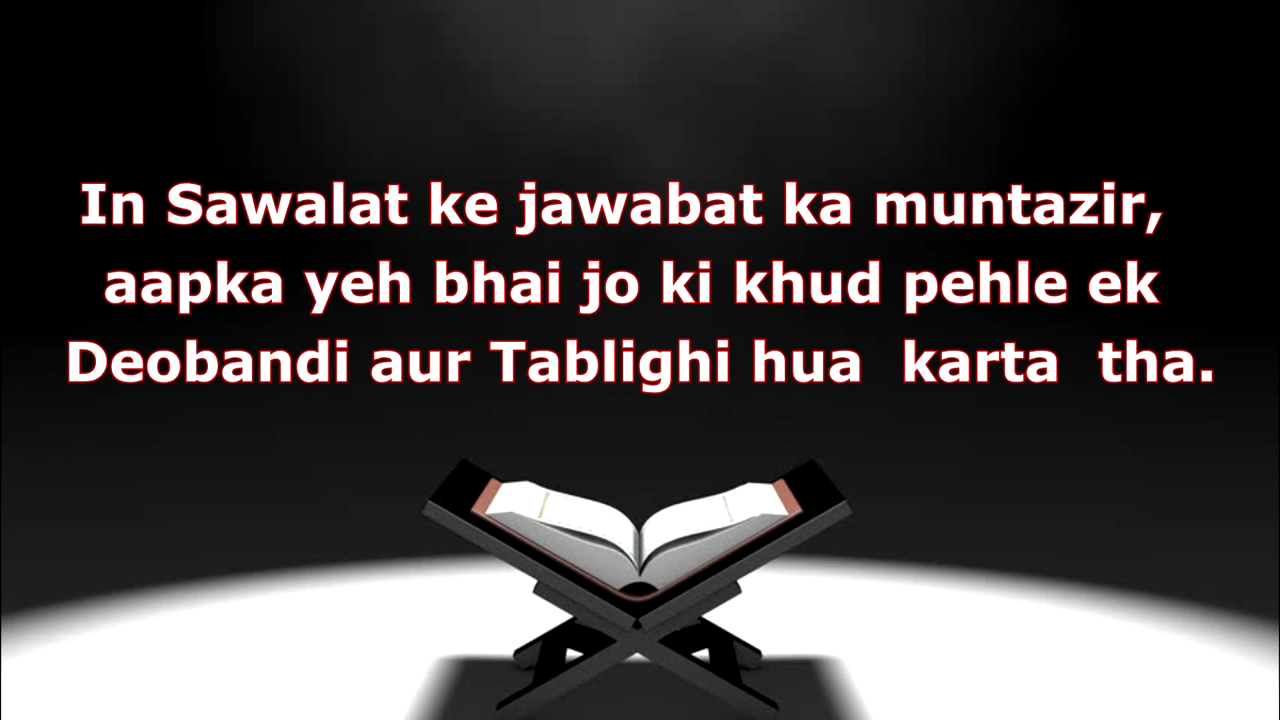 In Sawalat ke jawabat ka muntazir,
aapka yeh bhai jo ki khud pehle ek
Deobandi aur Tablighi hua karta tha.